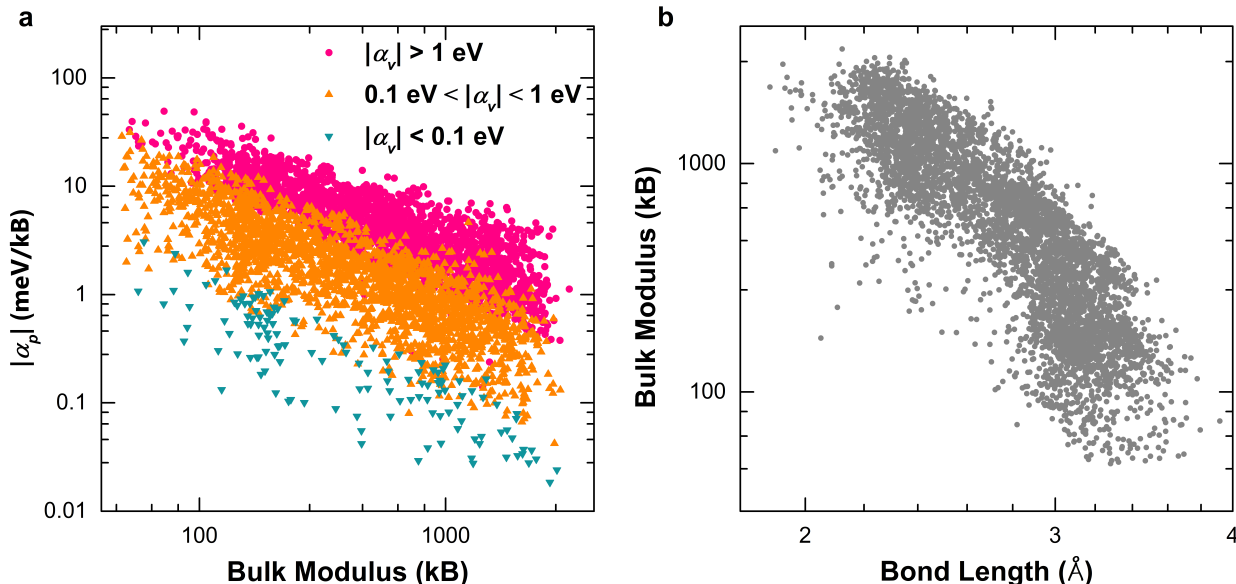 a
|αp| (meV/kB)
100
10
1
0.1
0.01
|αv| > 1 eV
0.1 eV < |αv| < 1 eV
|αv| < 0.1 eV
100
1000
Bulk Modulus (kB)
b
Bulk Modulus (kB)
1000
100
2
3
4
Bond Length (Å)